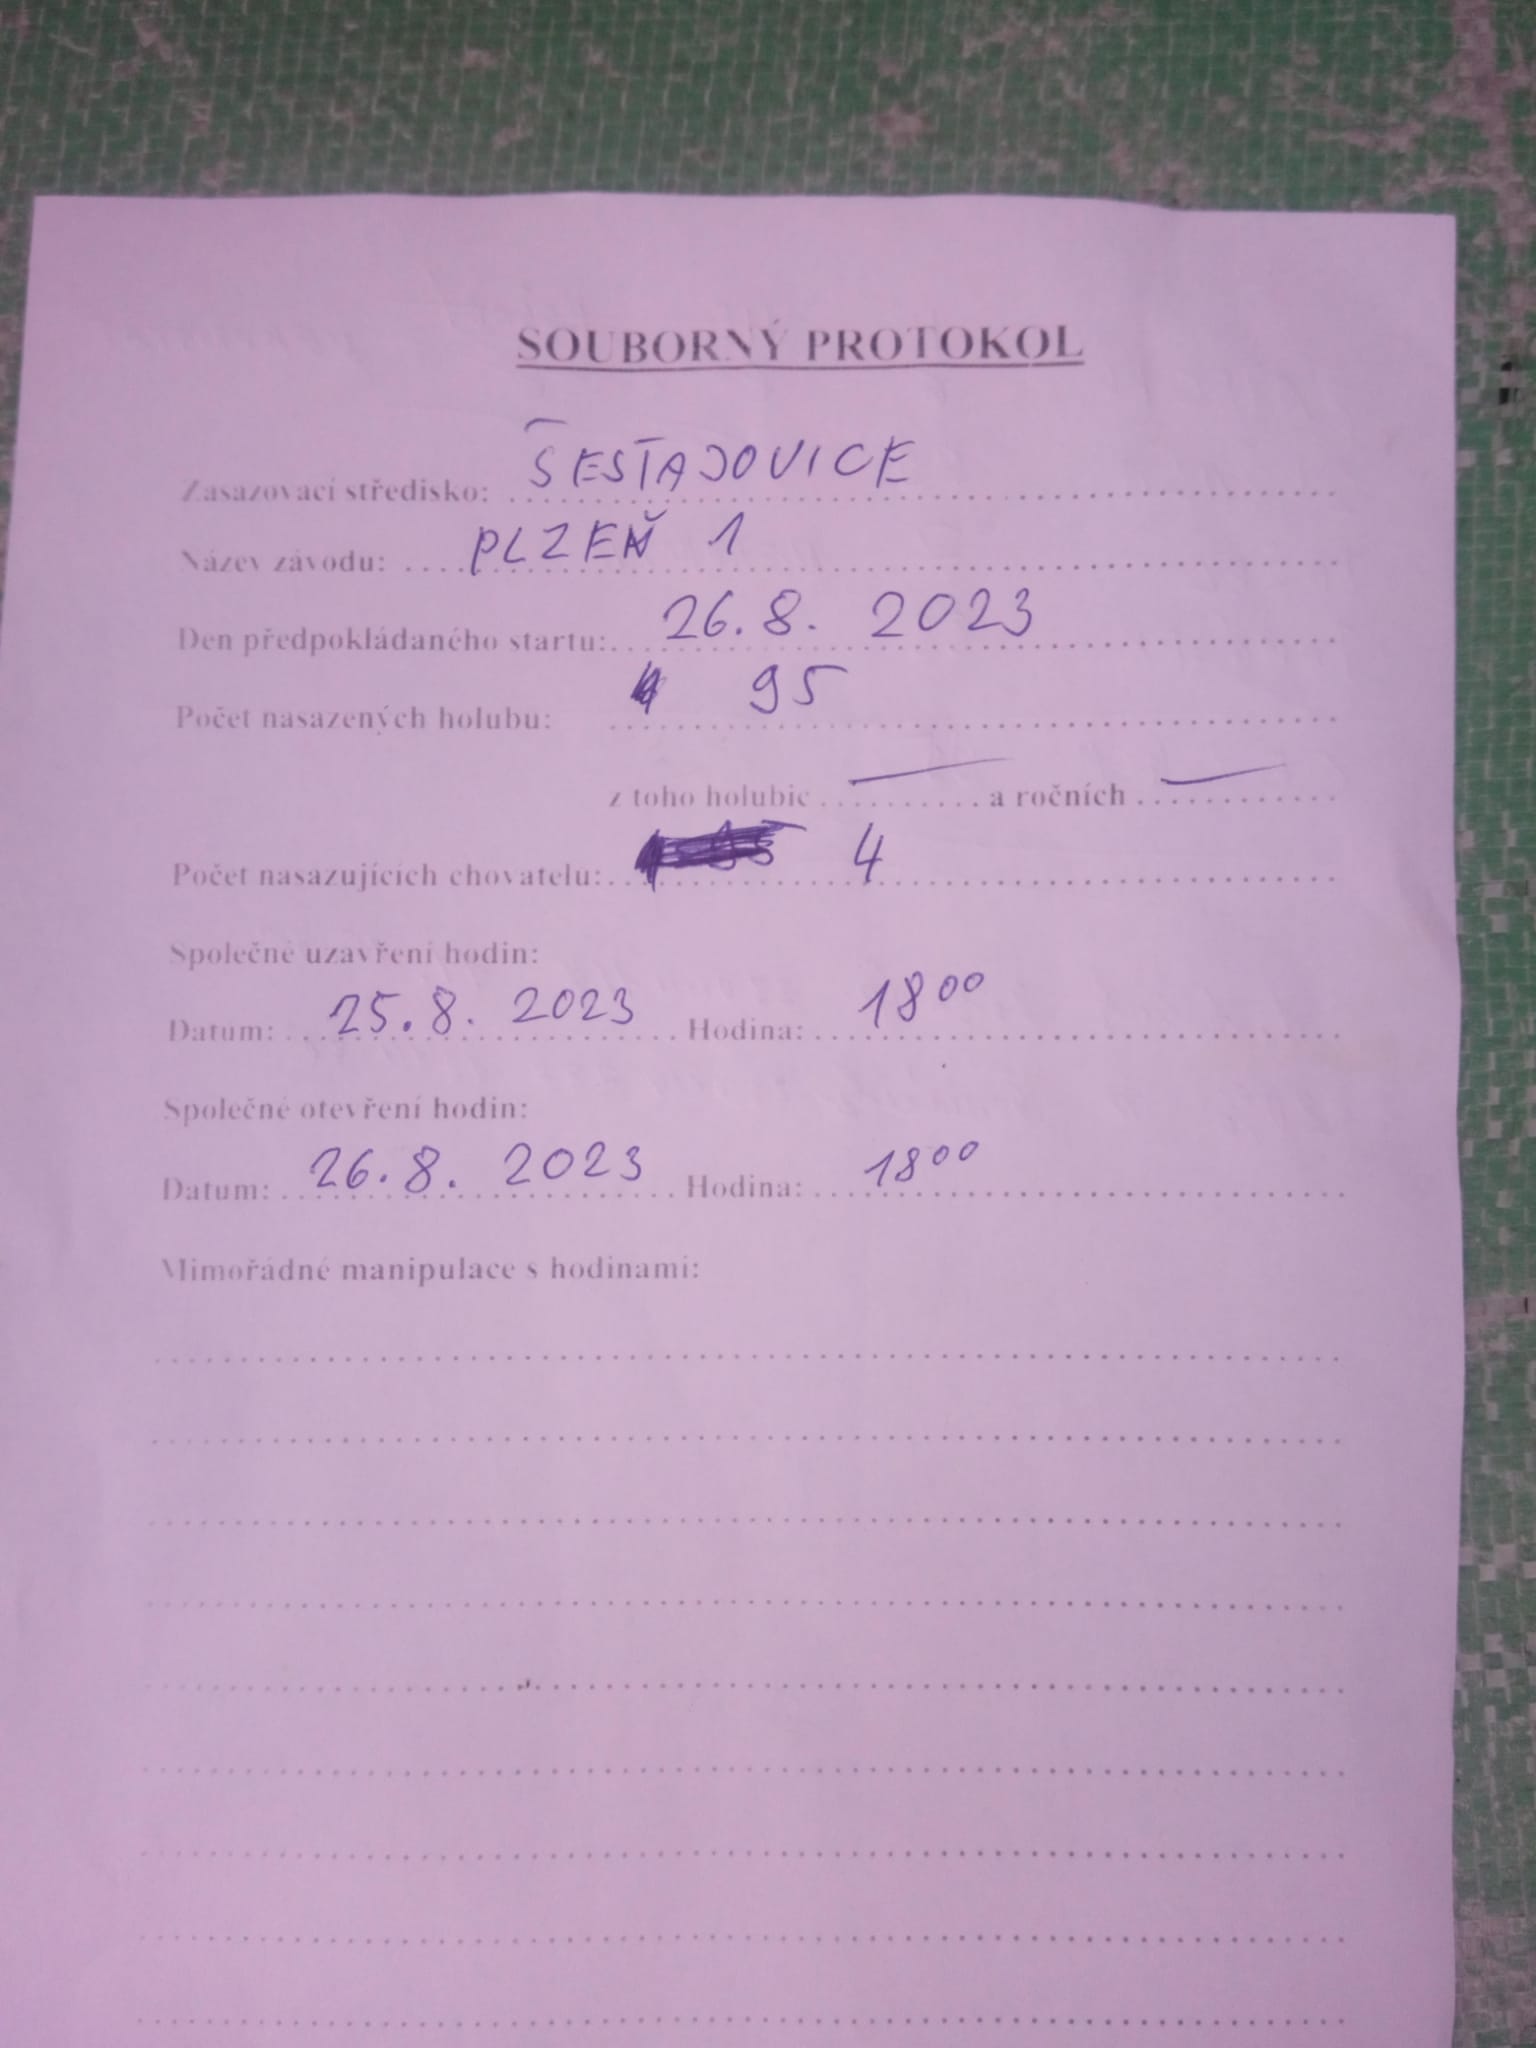 SOUBORNÝ PROTOKOL
Zasazovací středisko: ŠESTAJOVICE
Název závodu: PLZEŇ 1
Den předpokládaného startu: 26.8. 2023
Počet nasazených holubu: 95
z toho holubic — a ročních —
Počet nasazujících chovatelu: 4
Společné uzavření hodin:
Datum: 25.8. 2023 Hodina: 18⁰⁰
Společné otevření hodin:
Datum: 26.8. 2023 Hodina: 18⁰⁰
Mimořádné manipulace s hodinami: